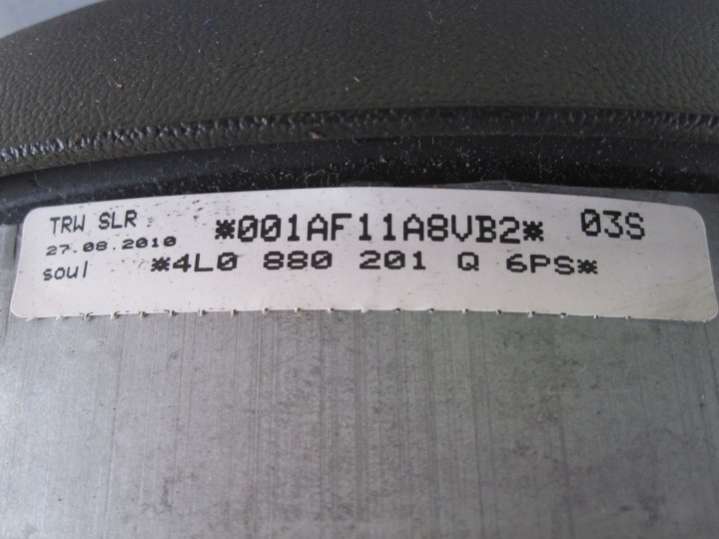 TRW SLR *001AF11A8VB2* 03S
27.08.2010
soul *4L0 880 201 Q 6PS*